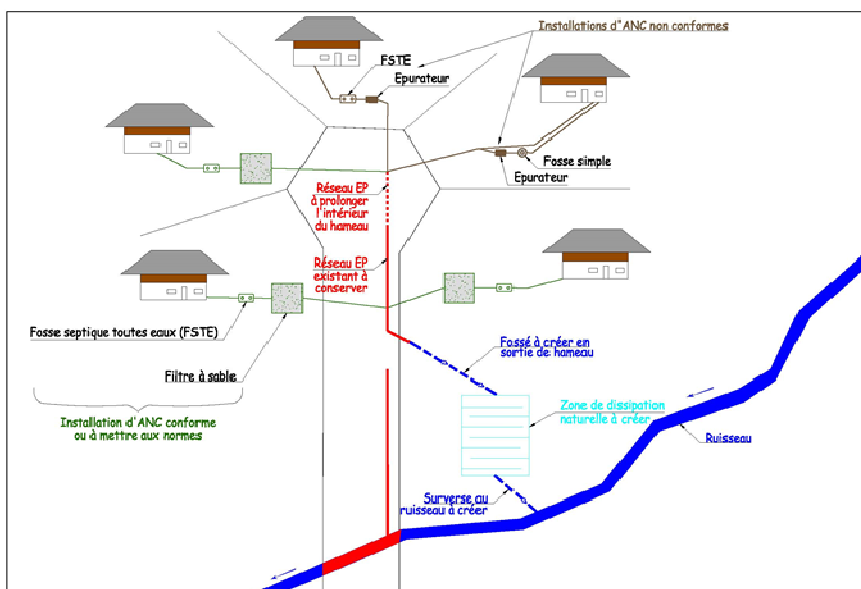 Installations d'ANC non conformes
FSTE
Epurateur
Fosse simple
Epurateur
Réseau EP
à prolonger
l'intérieur
du hameau
Réseau EP
existant à
conserver
Fosse septique toutes eaux (FSTE)
Filtre à sable
Installation d'ANC conforme
ou à mettre aux normes
Fossé à créer en
sortie de hameau
Zone de dissipation
naturelle à créer
Ruisseau
Surverse au
ruisseau à créer